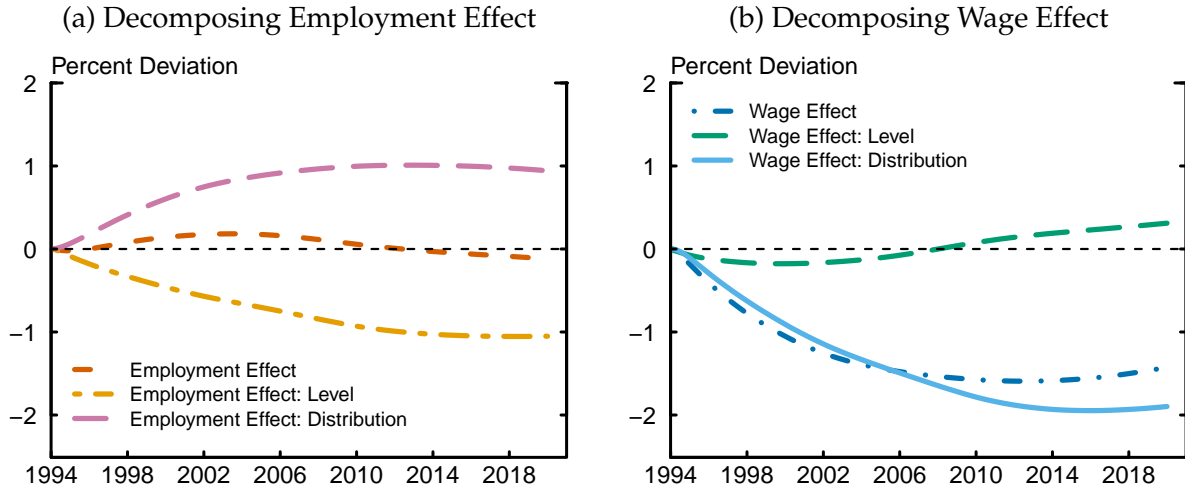 (a) Decomposing Employment Effect
Percent Deviation
2
1
0
−1
−2
Employment Effect
Employment Effect: Level
Employment Effect: Distribution
1994 1998 2002 2006 2010 2014 2018
(b) Decomposing Wage Effect
Percent Deviation
2
1
0
−1
−2
Wage Effect
Wage Effect: Level
Wage Effect: Distribution
1994 1998 2002 2006 2010 2014 2018